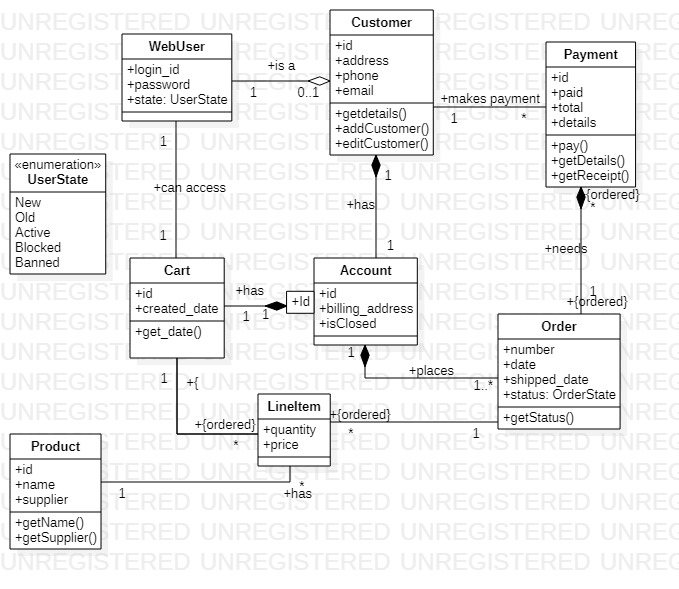 UNREGISTERED
Customer
+id
+address
+phone
+email
+getdetails()
+addCustomer()
+editCustomer()
WebUser
+login_id
+password
+state: UserState
+is a
1
0..1
Payment
+id
+paid
+total
+details
+pay()
+getDetails()
+getReceipt()
+makes payment
1
*
«enumeration»
UserState
New
Old
Active
Blocked
Banned
1
+can access
1
1
+has
1
{ordered}
*
+needs
1
+{ordered}
Cart
+id
+created_date
+get_date()
+has
1
1
+Id
Account
+id
+billing_address
+isClosed
Order
+number
+date
+shipped_date
+status: OrderState
+getStatus()
1
+places
1..*
1
+{
+{ordered}
*
LineItem
+quantity
+price
+{ordered}
*
1
Product
+id
+name
+supplier
+getName()
+getSupplier()
1
*
+has